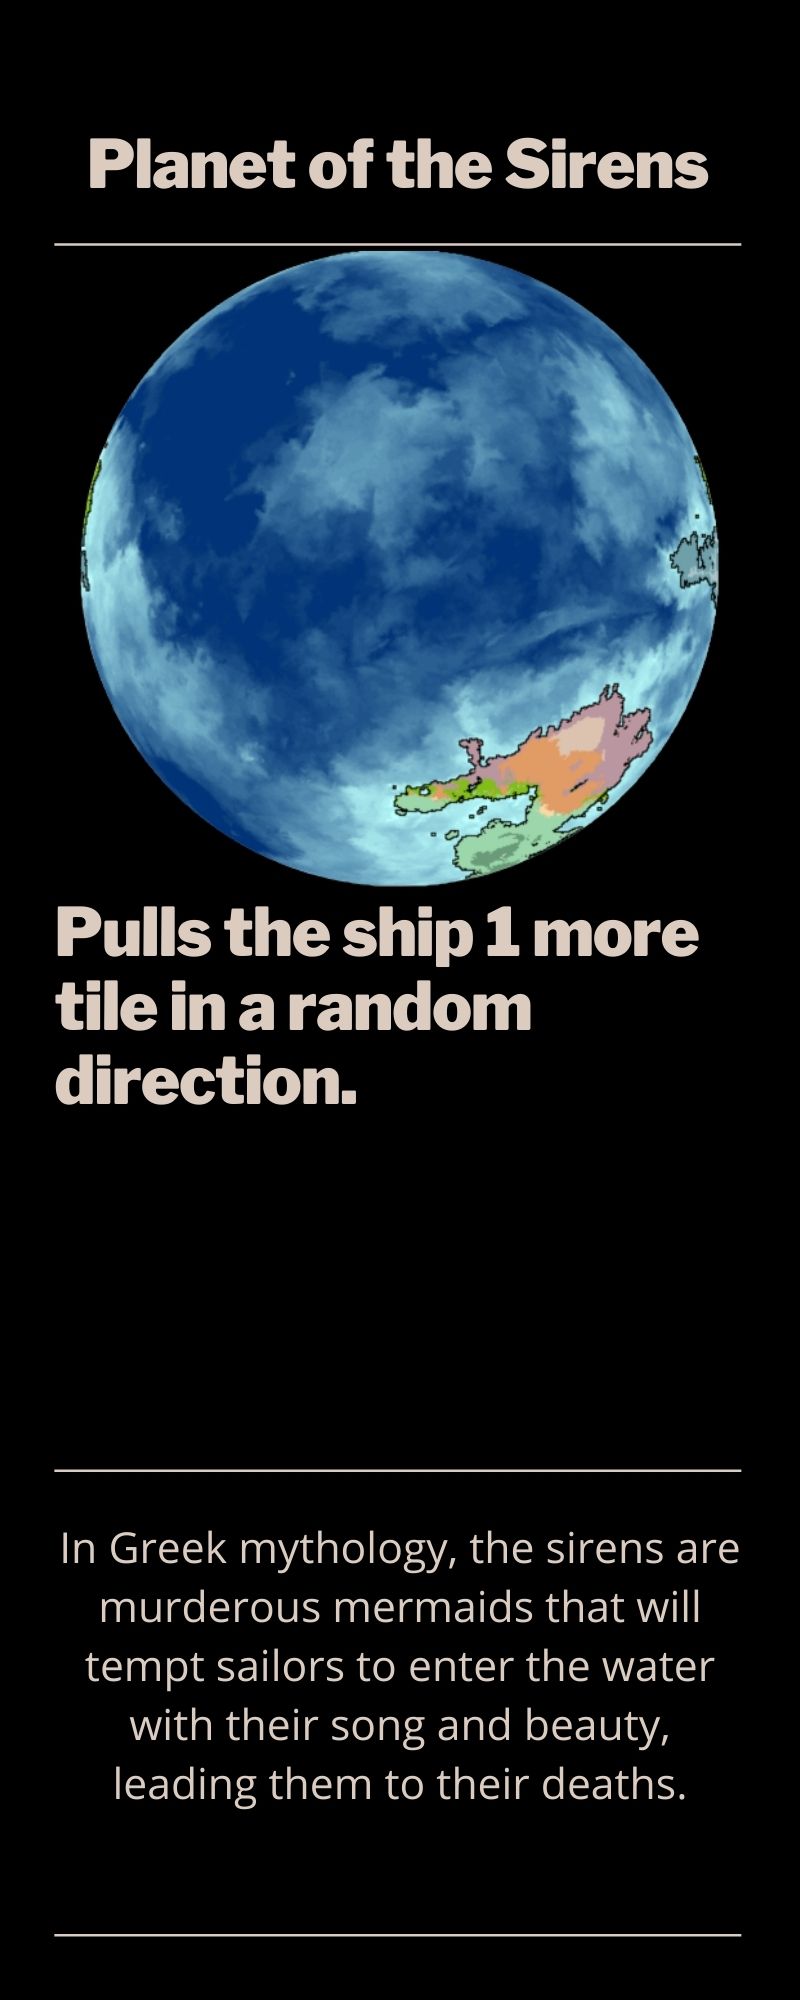 Planet of the Sirens
Pulls the ship 1 more
tile in a random
direction.
In Greek mythology, the sirens are
murderous mermaids that will
tempt sailors to enter the water
with their song and beauty,
leading them to their deaths.